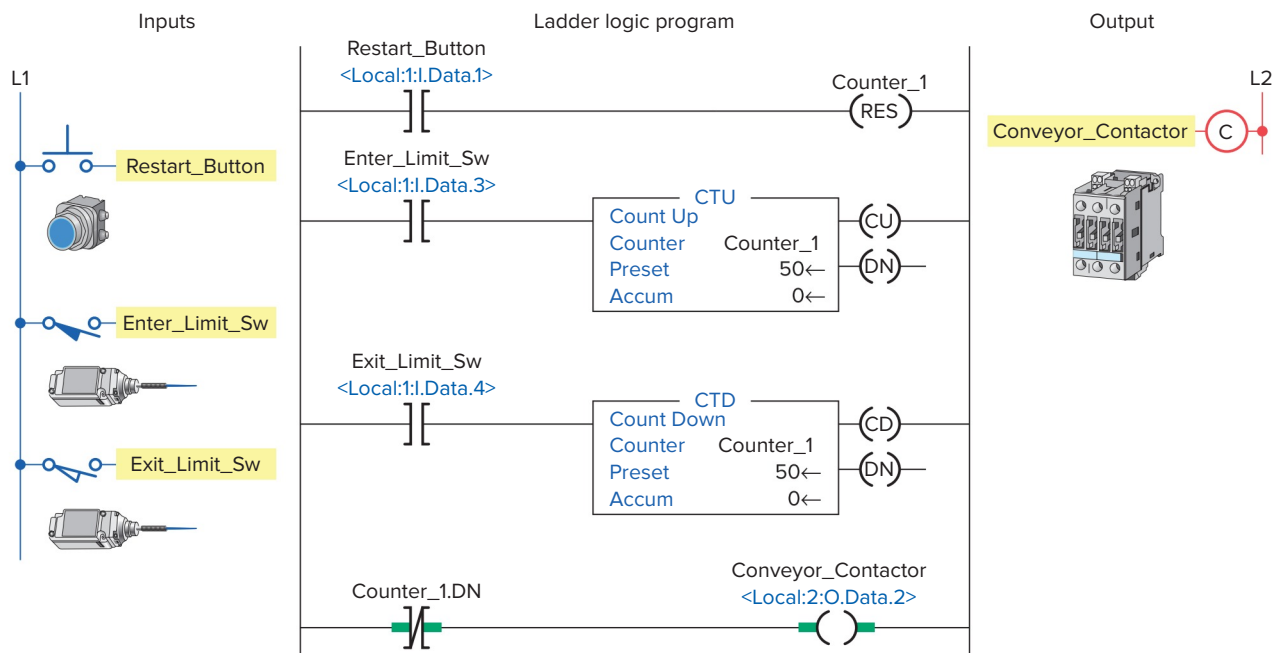 Inputs
Ladder logic program
Output
L1
L2
Restart_Button
<Local:1:I.Data.1>
Counter_1
RES
Restart_Button
Conveyor_Contactor
C
Enter_Limit_Sw
<Local:1:I.Data.3>
CTU
Count Up
Counter Counter_1
Preset 50←
Accum 0←
CU
DN
Enter_Limit_Sw
Exit_Limit_Sw
<Local:1:I.Data.4>
CTD
Count Down
Counter Counter_1
Preset 50←
Accum 0←
CD
DN
Exit_Limit_Sw
Counter_1.DN
Conveyor_Contactor
<Local:2:O.Data.2>